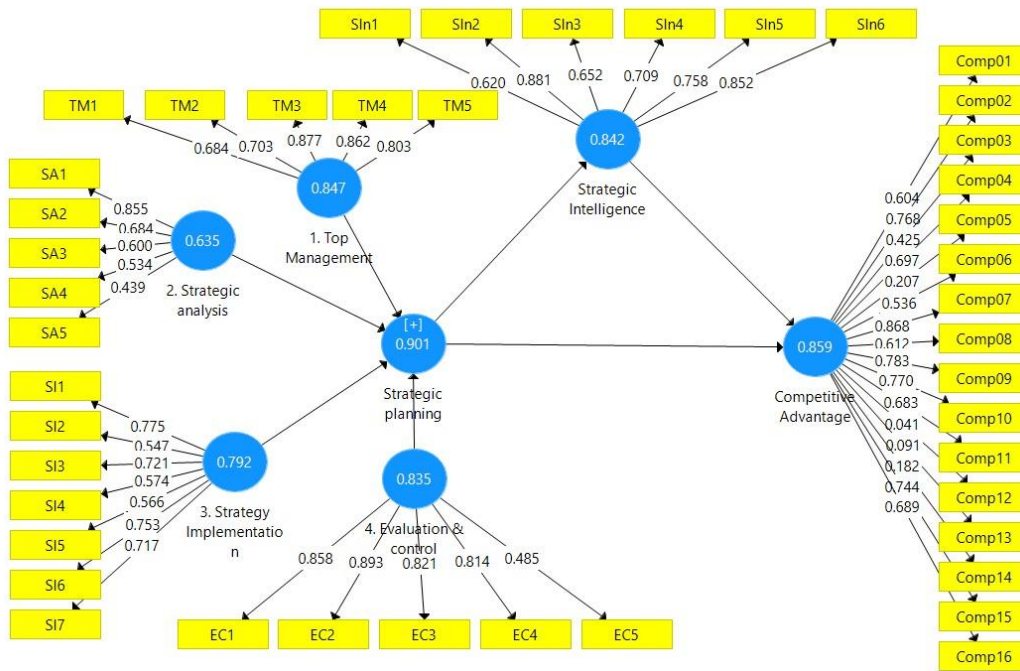 SIn1
SIn2
SIn3
SIn4
SIn5
SIn6
0.620
0.881
0.652
0.709
0.758
0.852
0.842
Strategic
Intelligence
TM1
TM2
TM3
TM4
TM5
0.684
0.703
0.877
0.862
0.803
0.847
1. Top
Management
SA1
SA2
SA3
SA4
SA5
0.855
0.684
0.600
0.534
0.439
0.635
2. Strategic
analysis
[+]
0.901
Strategic
planning
SI1
SI2
SI3
SI4
SI5
SI6
SI7
0.775
0.547
0.721
0.574
0.566
0.753
0.717
0.792
3. Strategy
Implementatio
n
0.835
4. Evaluation &
control
0.858
0.893
0.821
0.814
0.485
EC1
EC2
EC3
EC4
EC5
0.859
Competitive
Advantage
0.604
0.768
0.425
0.697
0.207
0.536
0.868
0.612
0.783
0.770
0.683
0.041
0.091
0.182
0.744
0.689
Comp01
Comp02
Comp03
Comp04
Comp05
Comp06
Comp07
Comp08
Comp09
Comp10
Comp11
Comp12
Comp13
Comp14
Comp15
Comp16